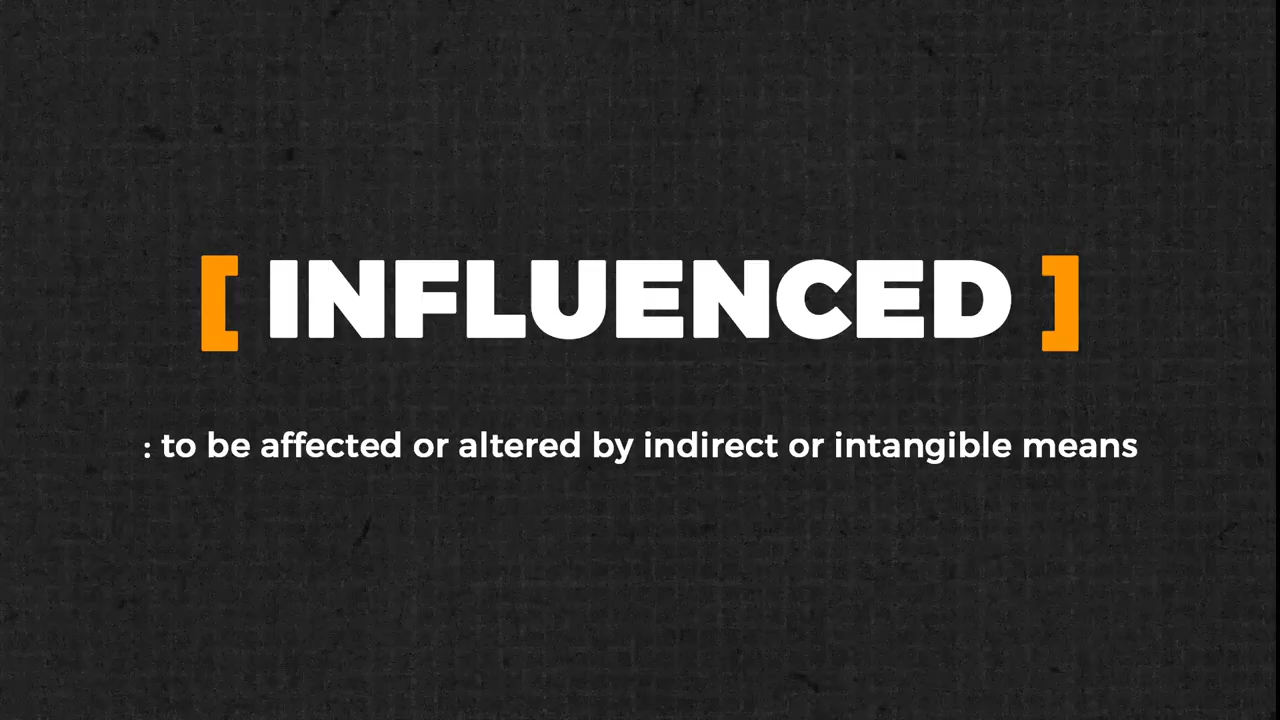 [ INFLUENCED ]
: to be affected or altered by indirect or intangible means